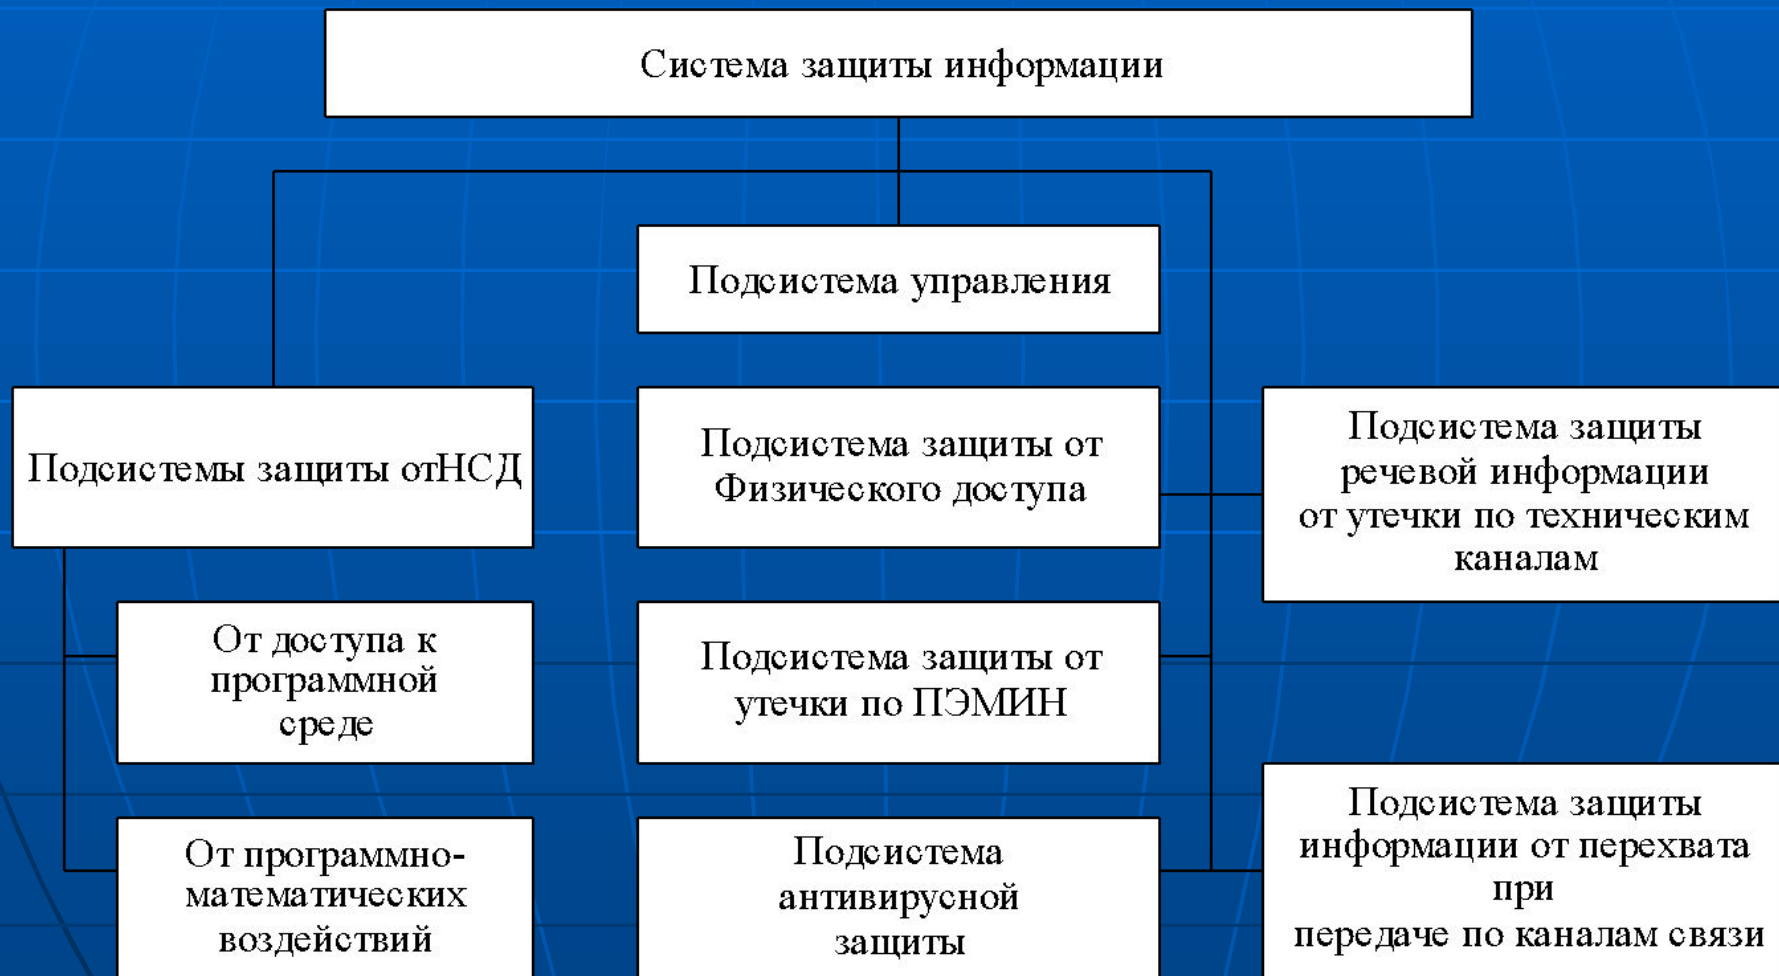 Система защиты информации
Подсистема управления
Подсистемы защиты отНСД
Подсистема защиты от
Физического доступа
Подсистема защиты
речевой информации
от утечки по техническим
каналам
От доступа к
программной
среде
Подсистема защиты от
утечки по ПЭМИН
От программно-
математических
воздействий
Подсистема
антивирусной
защиты
Подсистема защиты
информации от перехвата
при
передаче по каналам связи